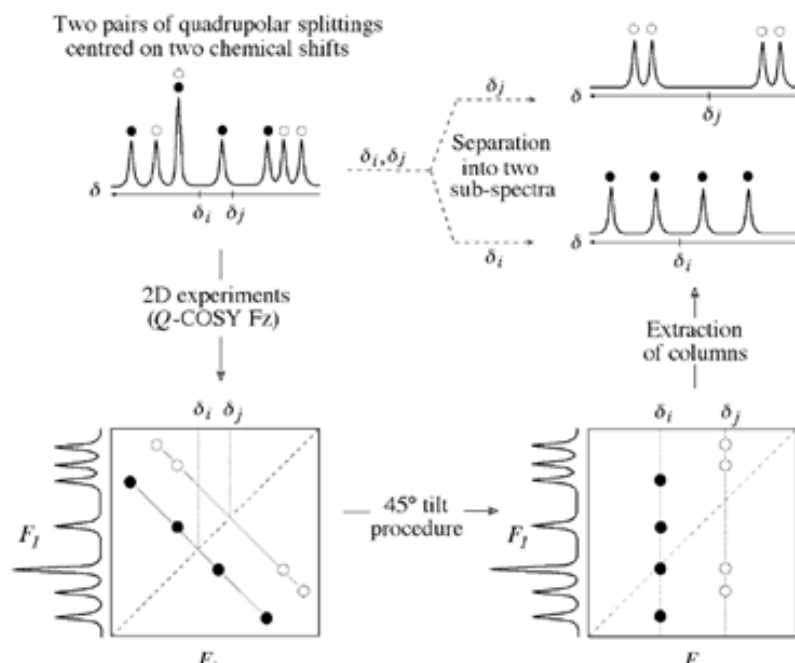 Two pairs of quadrupolar splittings
centred on two chemical shifts
δ
δi
δj
δi,δj
δj
Separation
into two
sub-spectra
δi
δ
δj
δ
δi
2D experiments
(Q-COSY Fz)
Extraction
of columns
δi
δj
F1
45° tilt
procedure
δi
δj
F1